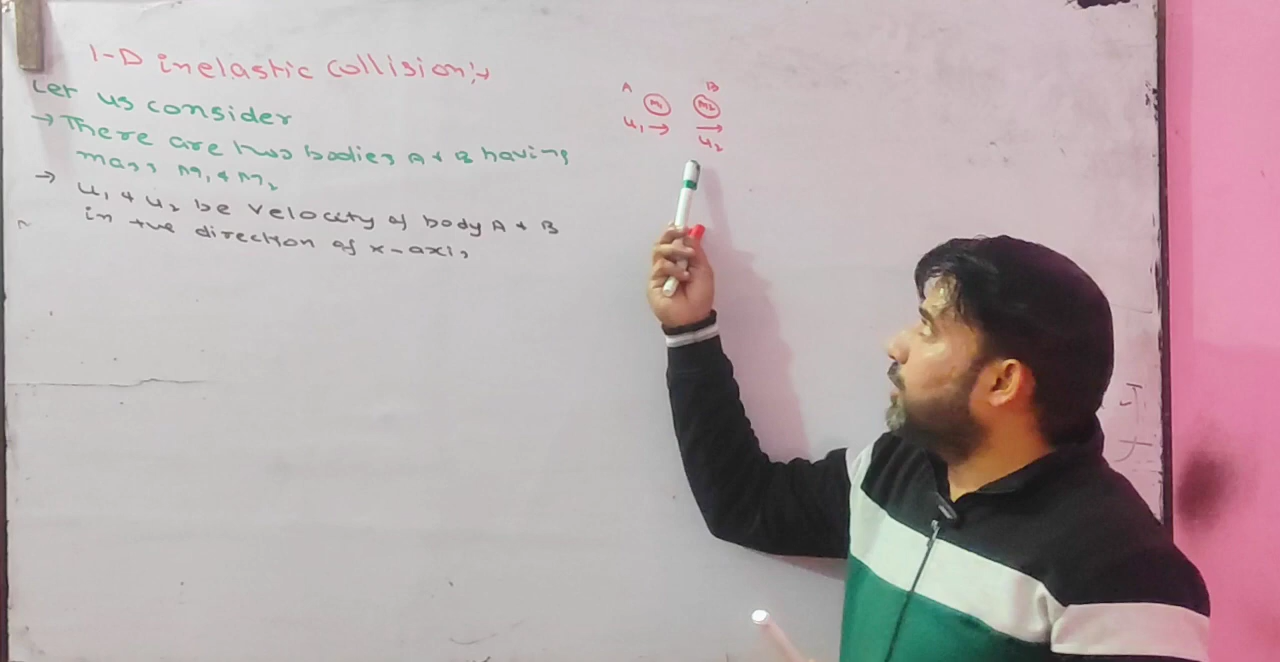 1-D inelastic collision:→
Let us consider
→ There are two bodies A & B having
mass m₁ & m₂
→ u₁ & u₂ be velocity of body A & B
in the direction of x-axis
A B
m₁ m₂
u₁ → →
u₂